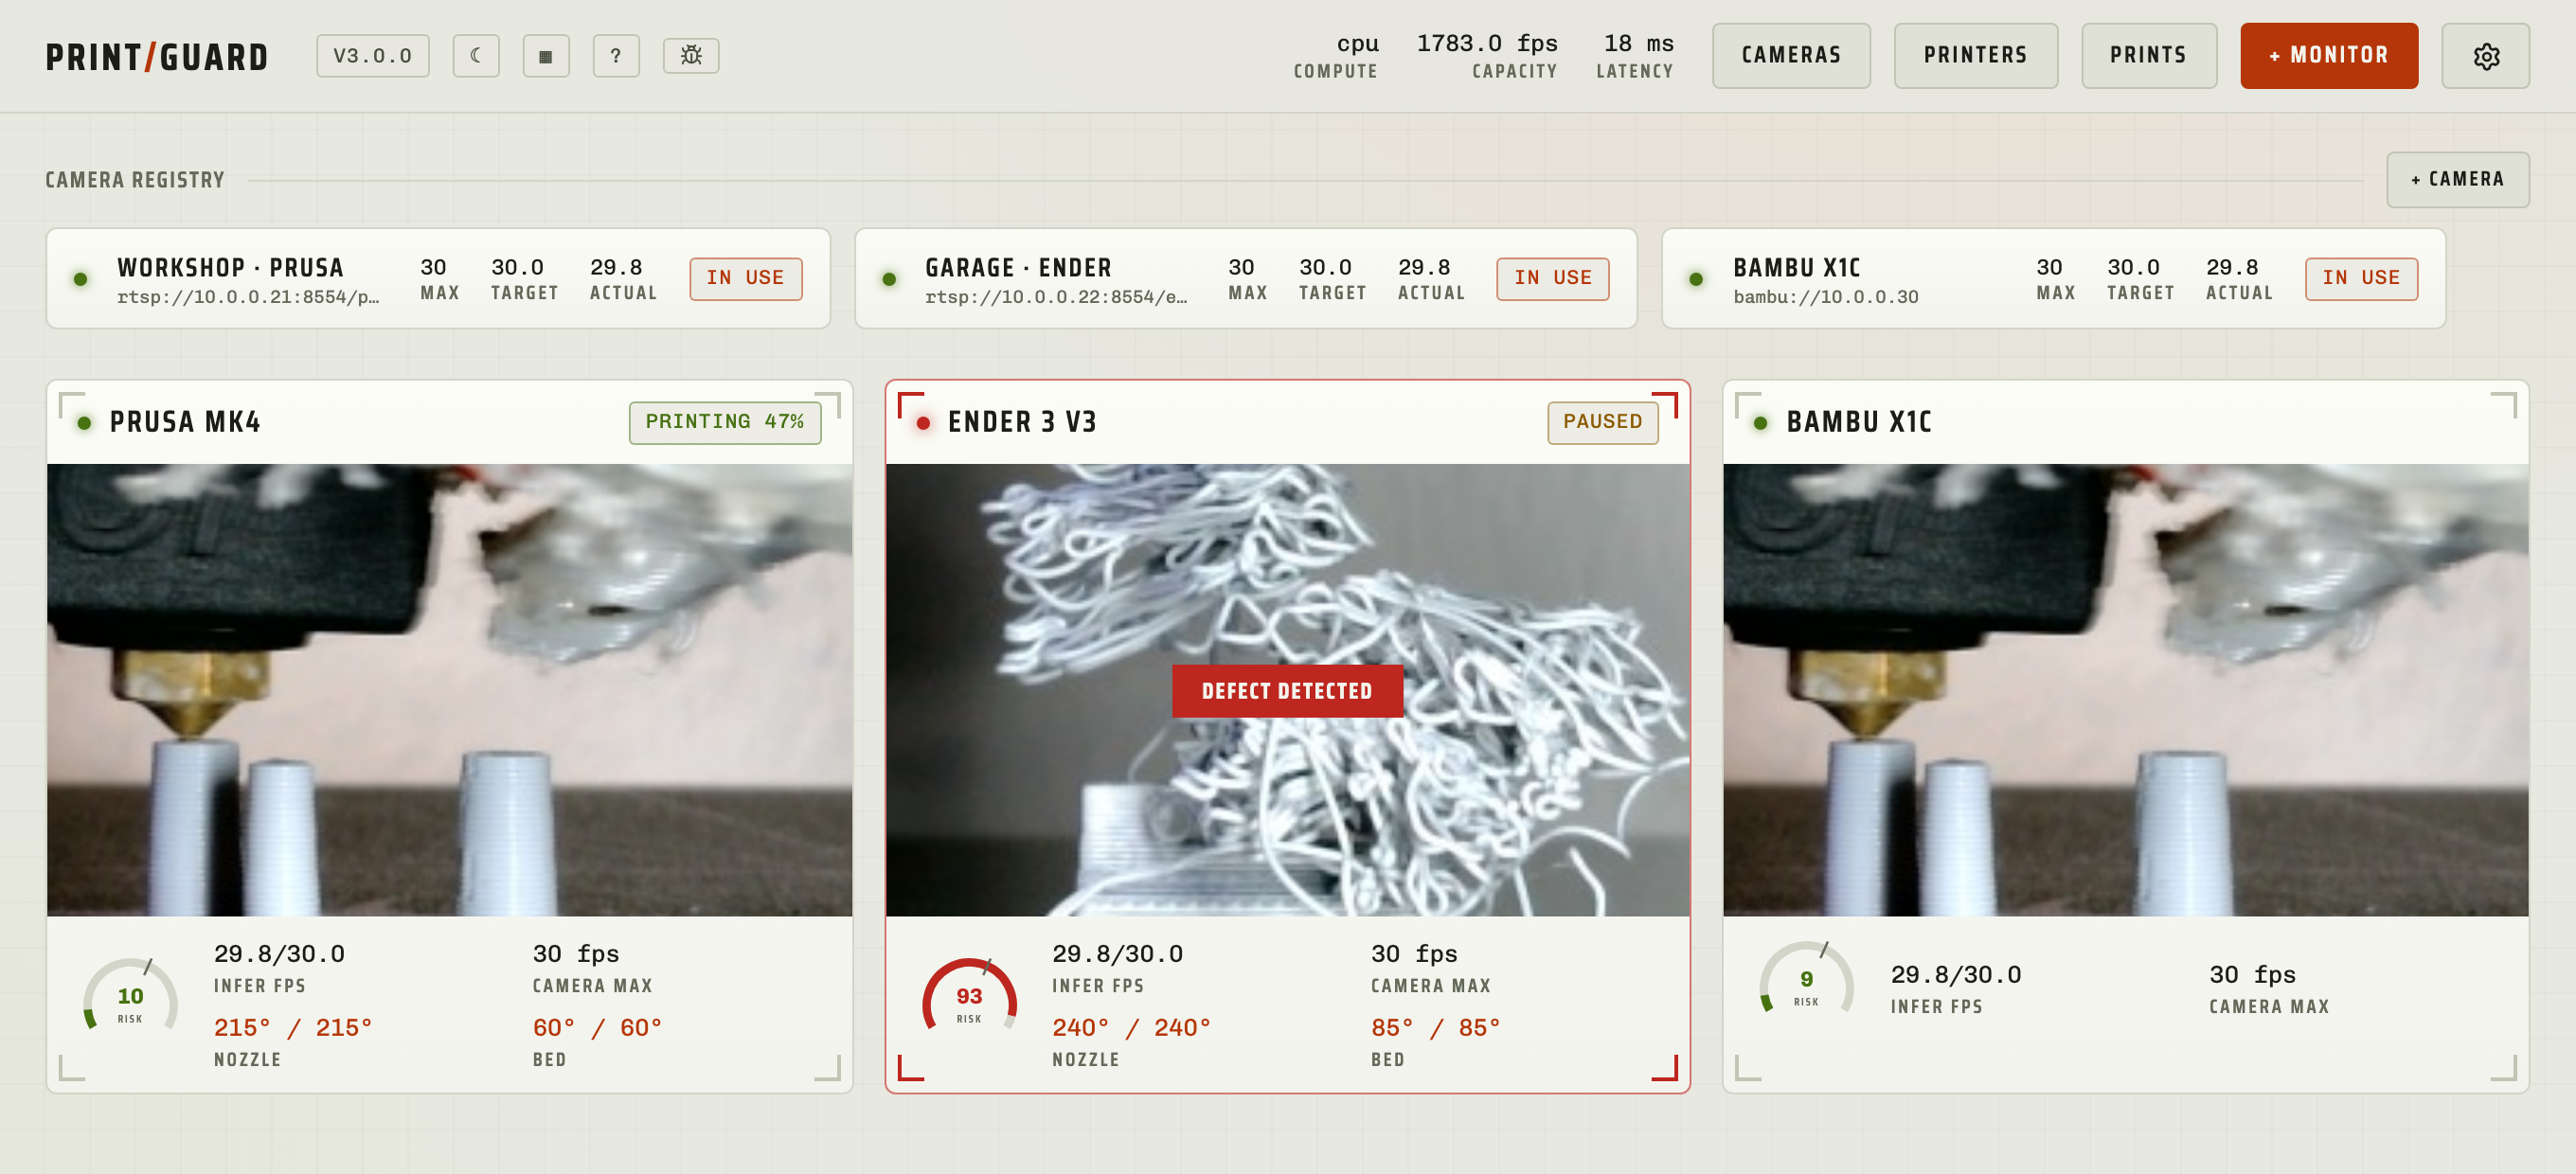 PRINT/GUARD
V3.0.0
?
cpu
COMPUTE
1783.0 fps
CAPACITY
18 ms
LATENCY
CAMERAS
PRINTERS
PRINTS
+ MONITOR
CAMERA REGISTRY
+ CAMERA
WORKSHOP · PRUSA
rtsp://10.0.0.21:8554/p…
30
MAX
30.0
TARGET
29.8
ACTUAL
IN USE
GARAGE · ENDER
rtsp://10.0.0.22:8554/e…
30
MAX
30.0
TARGET
29.8
ACTUAL
IN USE
BAMBU X1C
bambu://10.0.0.30
30
MAX
30.0
TARGET
29.8
ACTUAL
IN USE
PRUSA MK4
PRINTING 47%
10
RISK
29.8/30.0
INFER FPS
30 fps
CAMERA MAX
215° / 215°
NOZZLE
60° / 60°
BED
ENDER 3 V3
PAUSED
DEFECT DETECTED
93
RISK
29.8/30.0
INFER FPS
30 fps
CAMERA MAX
240° / 240°
NOZZLE
85° / 85°
BED
BAMBU X1C
9
RISK
29.8/30.0
INFER FPS
30 fps
CAMERA MAX